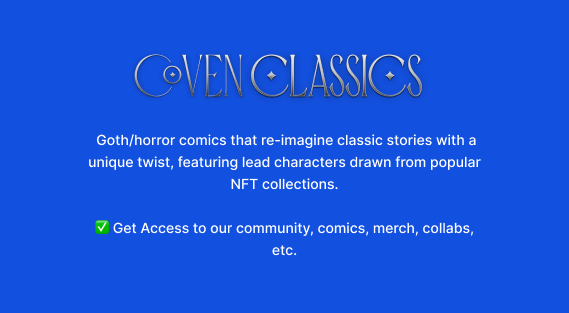 COVEN CLASSICS
Goth/horror comics that re-imagine classic stories with a
unique twist, featuring lead characters drawn from popular
NFT collections.
✅ Get Access to our community, comics, merch, collabs,
etc.